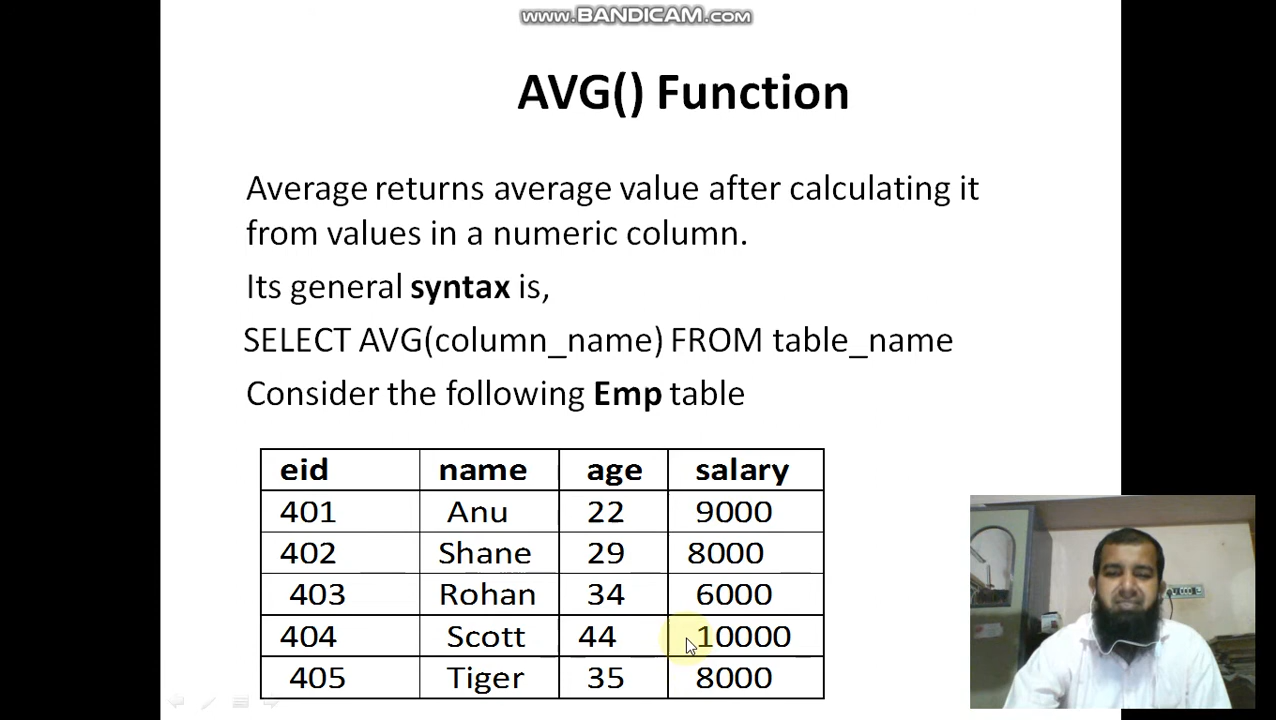 www.BANDICAM.com
AVG() Function
Average returns average value after calculating it
from values in a numeric column.
Its general syntax is,
SELECT AVG(column_name) FROM table_name
Consider the following Emp table
eid name age salary
401 Anu 22 9000
402 Shane 29 8000
403 Rohan 34 6000
404 Scott 44 10000
405 Tiger 35 8000